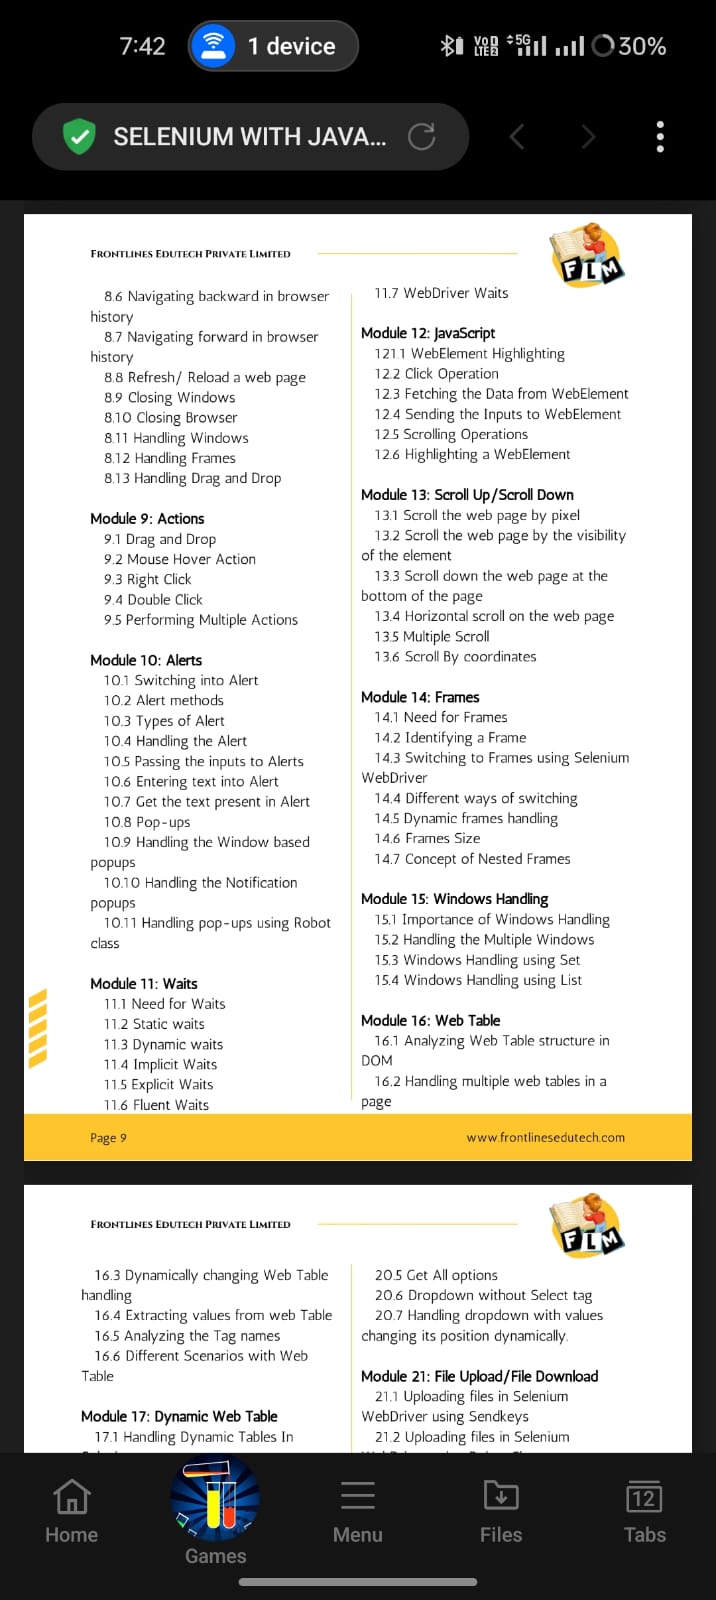 7:42
1 device
VoD LTE2
5G
30%
SELENIUM WITH JAVA...
FRONTLINES EDUTECH PRIVATE LIMITED
FLM
8.6 Navigating backward in browser
history
8.7 Navigating forward in browser
history
8.8 Refresh/ Reload a web page
8.9 Closing Windows
8.10 Closing Browser
8.11 Handling Windows
8.12 Handling Frames
8.13 Handling Drag and Drop
Module 9: Actions
9.1 Drag and Drop
9.2 Mouse Hover Action
9.3 Right Click
9.4 Double Click
9.5 Performing Multiple Actions
Module 10: Alerts
10.1 Switching into Alert
10.2 Alert methods
10.3 Types of Alert
10.4 Handling the Alert
10.5 Passing the inputs to Alerts
10.6 Entering text into Alert
10.7 Get the text present in Alert
10.8 Pop-ups
10.9 Handling the Window based
popups
10.10 Handling the Notification
popups
10.11 Handling pop-ups using Robot
class
Module 11: Waits
11.1 Need for Waits
11.2 Static waits
11.3 Dynamic waits
11.4 Implicit Waits
11.5 Explicit Waits
11.6 Fluent Waits
11.7 WebDriver Waits
Module 12: JavaScript
121.1 WebElement Highlighting
12.2 Click Operation
12.3 Fetching the Data from WebElement
12.4 Sending the Inputs to WebElement
12.5 Scrolling Operations
12.6 Highlighting a WebElement
Module 13: Scroll Up/Scroll Down
13.1 Scroll the web page by pixel
13.2 Scroll the web page by the visibility
of the element
13.3 Scroll down the web page at the
bottom of the page
13.4 Horizontal scroll on the web page
13.5 Multiple Scroll
13.6 Scroll By coordinates
Module 14: Frames
14.1 Need for Frames
14.2 Identifying a Frame
14.3 Switching to Frames using Selenium
WebDriver
14.4 Different ways of switching
14.5 Dynamic frames handling
14.6 Frames Size
14.7 Concept of Nested Frames
Module 15: Windows Handling
15.1 Importance of Windows Handling
15.2 Handling the Multiple Windows
15.3 Windows Handling using Set
15.4 Windows Handling using List
Module 16: Web Table
16.1 Analyzing Web Table structure in
DOM
16.2 Handling multiple web tables in a
page
Page 9
www.frontlinesedutech.com
FRONTLINES EDUTECH PRIVATE LIMITED
FLM
16.3 Dynamically changing Web Table
handling
16.4 Extracting values from web Table
16.5 Analyzing the Tag names
16.6 Different Scenarios with Web
Table
Module 17: Dynamic Web Table
17.1 Handling Dynamic Tables In
20.5 Get All options
20.6 Dropdown without Select tag
20.7 Handling dropdown with values
changing its position dynamically.
Module 21: File Upload/File Download
21.1 Uploading files in Selenium
WebDriver using Sendkeys
21.2 Uploading files in Selenium
Home
Games
Menu
Files
12
Tabs